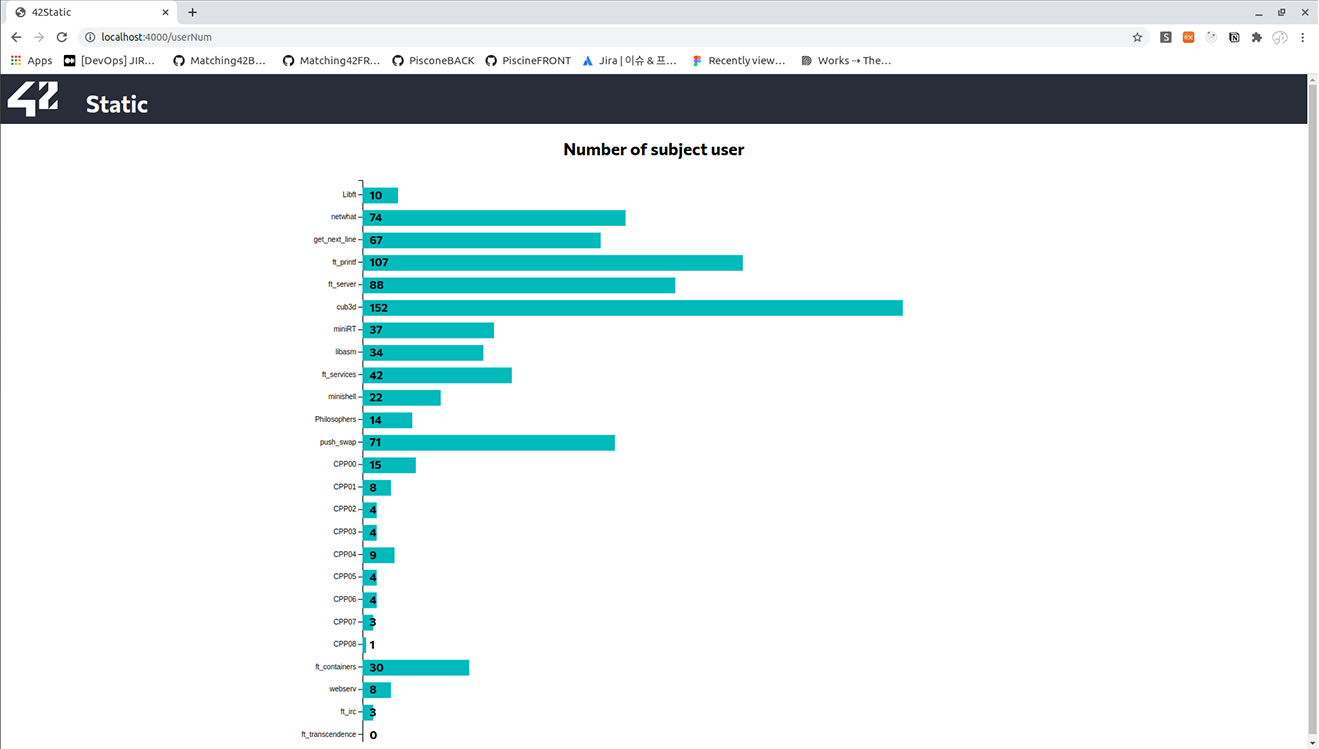 42Static
localhost:4000/userNum
Apps [DevOps] JIR... Matching42B... Matching42FR... PisconeBACK PiscineFRONT Jira | 이슈 & 프... Recently view... Works ⇢ The...
42 Static
Number of subject user
Libft 10
netwhat 74
get_next_line 67
ft_printf 107
ft_server 88
cub3d 152
miniRT 37
libasm 34
ft_services 42
minishell 22
Philosophers 14
push_swap 71
CPP00 15
CPP01 8
CPP02 4
CPP03 4
CPP04 9
CPP05 4
CPP06 4
CPP07 3
CPP08 1
ft_containers 30
webserv 8
ft_irc 3
ft_transcendence 0